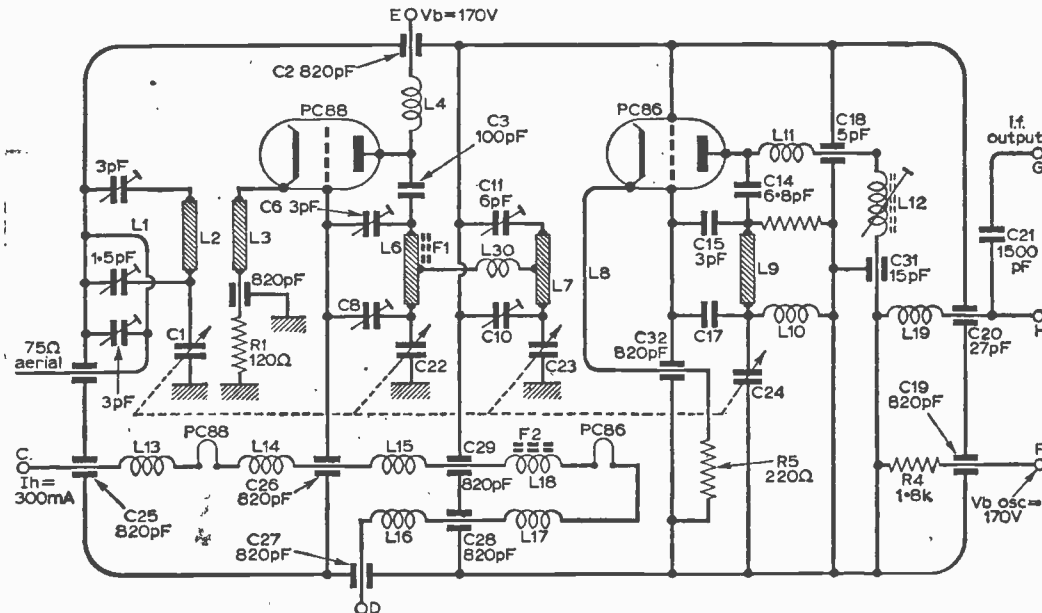 E Vb=170V
C2 820pF
L4
PC88
C3
100pF
PC86
L11
C18
5pF
i.f.
output
G
3pF
C6 3pF
C11
6pF
C14
6·8pF
L12
L1
L2
L3
L6
F1
L30
L7
L8
C15
3pF
L9
C31
15pF
C21
1500
pF
1·5pF
820pF
C8
C10
C17
L10
L19
C20
27pF
H
75Ω
aerial
C1
R1
120Ω
C22
C23
C32
820pF
C24
C19
820pF
3pF
C
Ih=
300mA
L13
PC88
L14
L15
C29
820pF
F2
L18
PC86
R5
220Ω
R4
1·8k
F
Vb osc=
170V
C25
820pF
C26
820pF
C27
820pF
L16
C28
820pF
L17
D